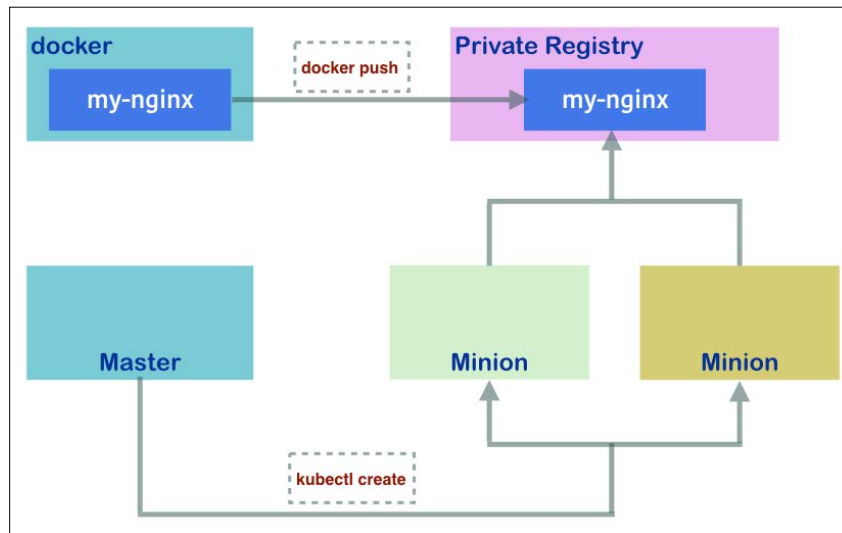 docker
Private Registry
docker push
my-nginx
my-nginx
Master
Minion
Minion
kubectl create